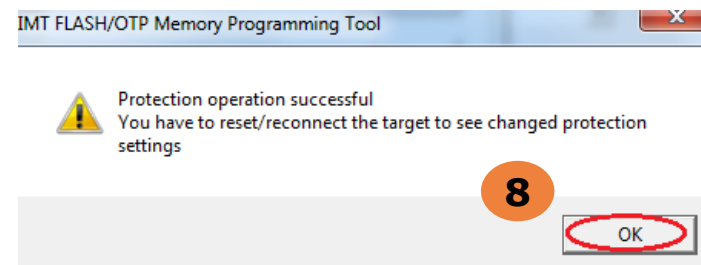 IMT FLASH/OTP Memory Programming Tool
X
Protection operation successful
You have to reset/reconnect the target to see changed protection
settings
8
OK